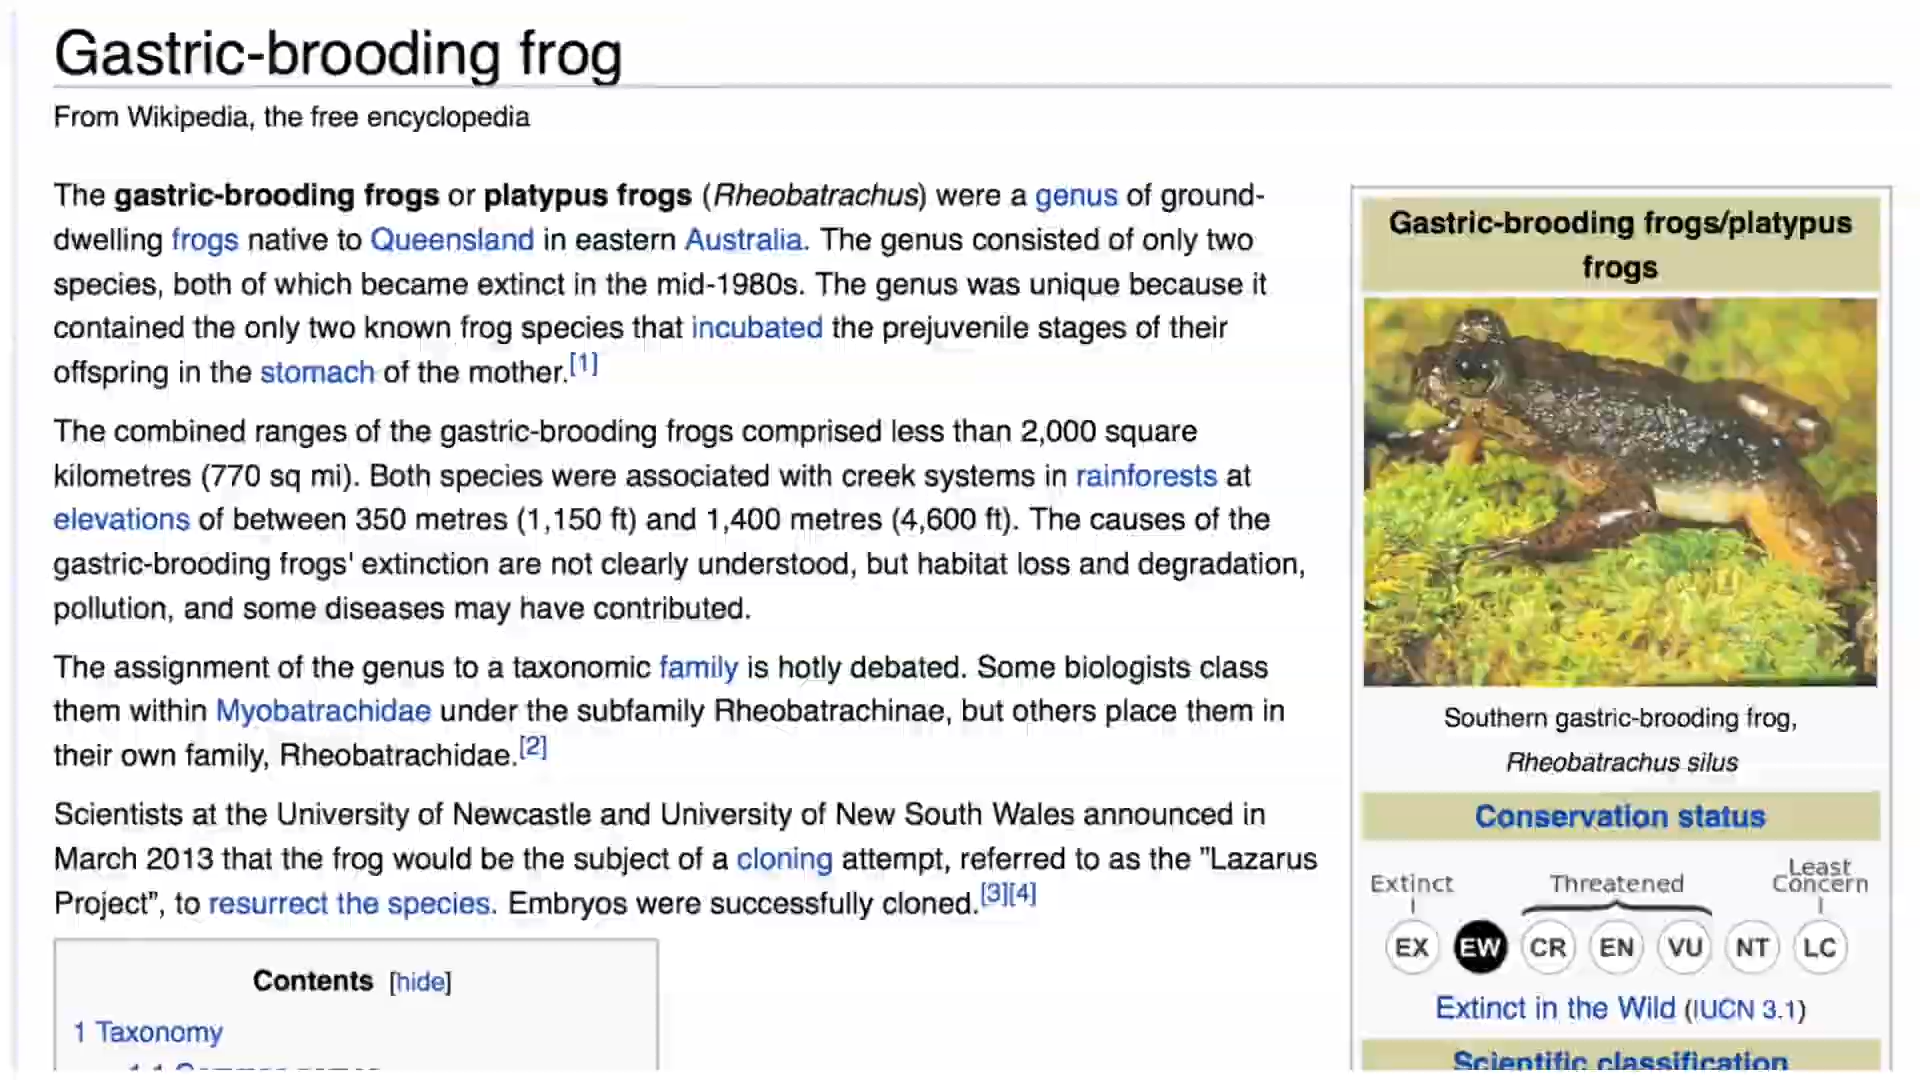 Gastric-brooding frog
From Wikipedia, the free encyclopedia
The gastric-brooding frogs or platypus frogs (Rheobatrachus) were a genus of ground-
dwelling frogs native to Queensland in eastern Australia. The genus consisted of only two
species, both of which became extinct in the mid-1980s. The genus was unique because it
contained the only two known frog species that incubated the prejuvenile stages of their
offspring in the stomach of the mother.[1]
The combined ranges of the gastric-brooding frogs comprised less than 2,000 square
kilometres (770 sq mi). Both species were associated with creek systems in rainforests at
elevations of between 350 metres (1,150 ft) and 1,400 metres (4,600 ft). The causes of the
gastric-brooding frogs' extinction are not clearly understood, but habitat loss and degradation,
pollution, and some diseases may have contributed.
The assignment of the genus to a taxonomic family is hotly debated. Some biologists class
them within Myobatrachidae under the subfamily Rheobatrachinae, but others place them in
their own family, Rheobatrachidae.[2]
Scientists at the University of Newcastle and University of New South Wales announced in
March 2013 that the frog would be the subject of a cloning attempt, referred to as the "Lazarus
Project", to resurrect the species. Embryos were successfully cloned.[3][4]
Contents [hide]
1 Taxonomy
Gastric-brooding frogs/platypus
frogs
Southern gastric-brooding frog,
Rheobatrachus silus
Conservation status
Extinct Threatened Least Concern
EX EW CR EN VU NT LC
Extinct in the Wild (IUCN 3.1)
Scientific classification